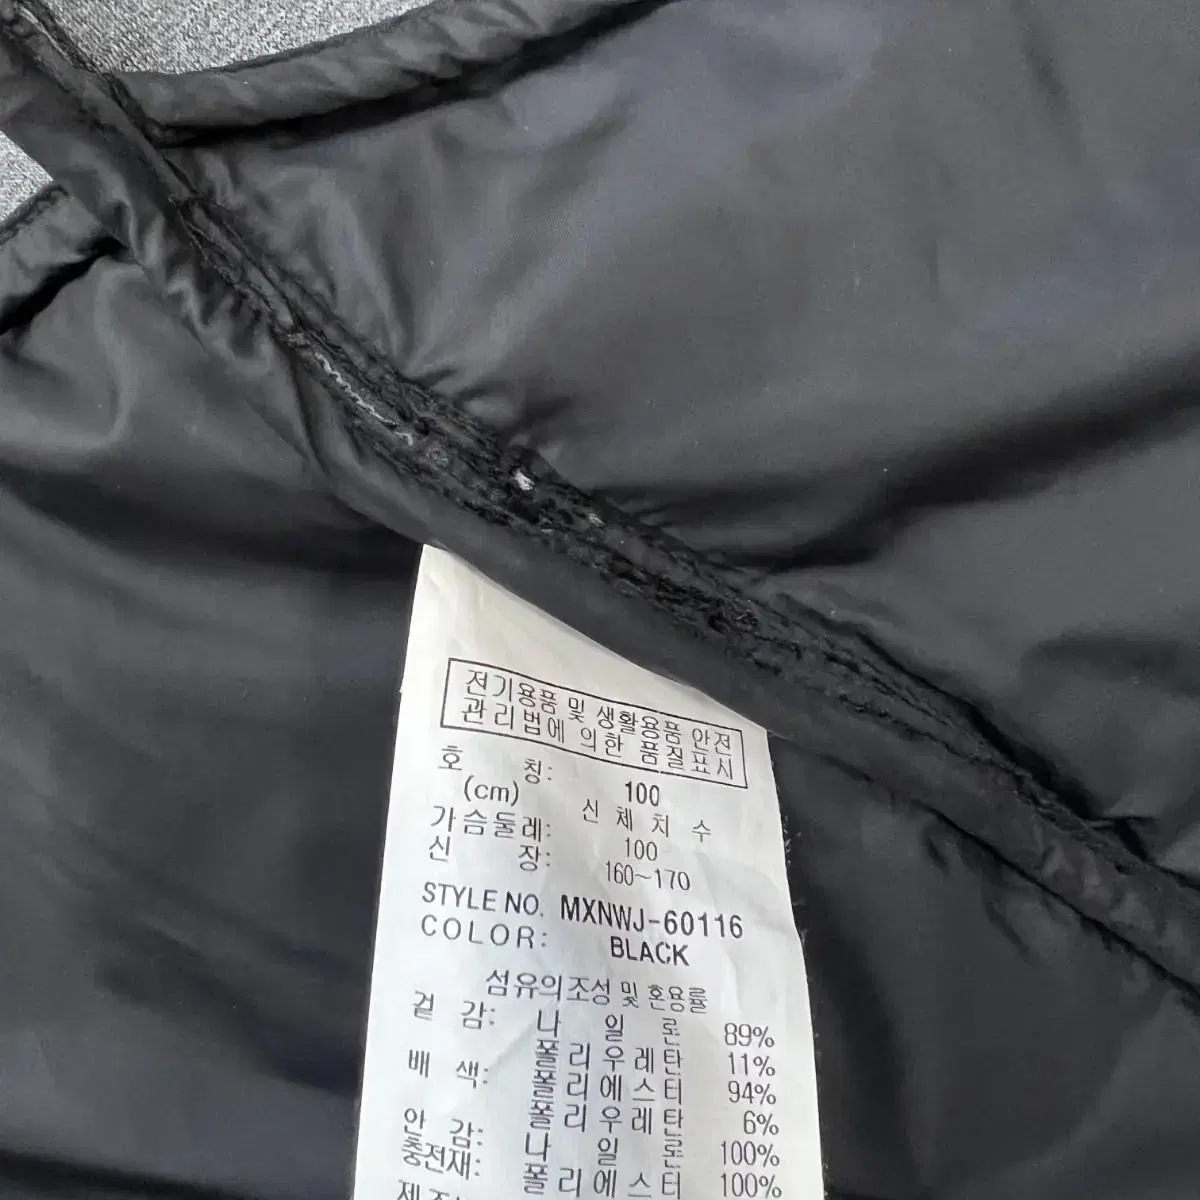 전기용품 및 생활용품 안전
관리법에 의한 품질표시
호 칭: 100
(cm) 신 체 치 수
가슴둘레: 100
신 장: 160~170
STYLE NO. MXNWJ-60116
COLOR: BLACK
섬유의 조성 및 혼용률
겉 감: 나 일 론 89%
폴리우레탄 11%
배 색: 폴리에스터 94%
폴리우레탄 6%
안 감: 나 일 론 100%
충전재: 폴리에스터 100%